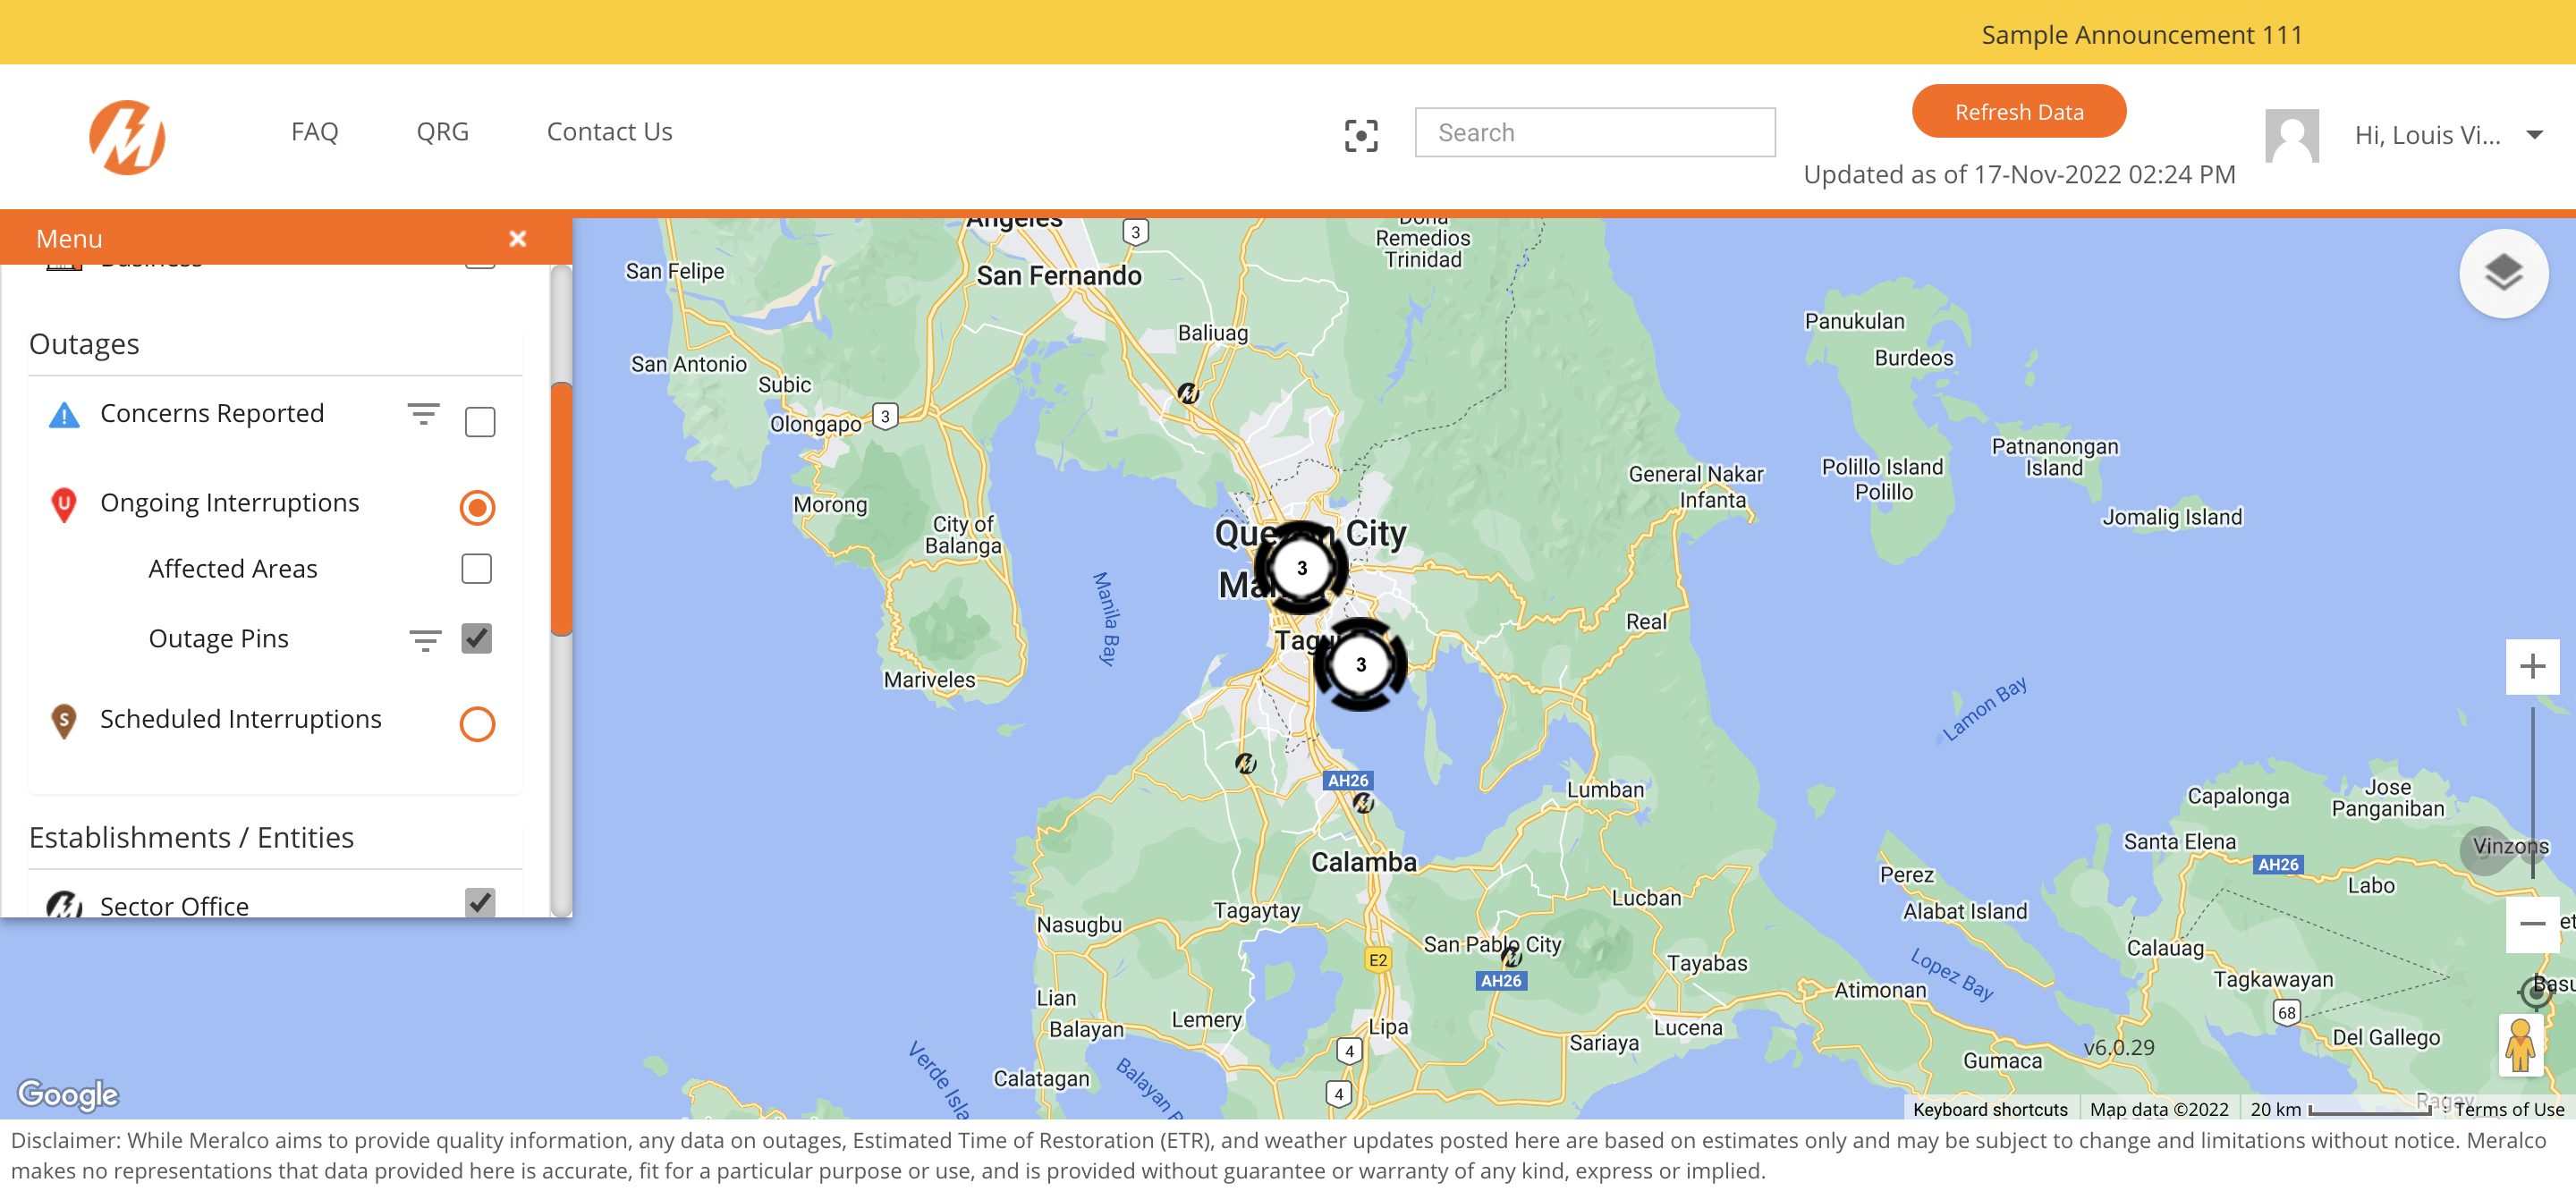 Sample Announcement 111
FAQ
QRG
Contact Us
Search
Refresh Data
Updated as of 17-Nov-2022 02:24 PM
Hi, Louis Vi...
Menu
Business
Outages
Concerns Reported
Ongoing Interruptions
U
Affected Areas
Outage Pins
Scheduled Interruptions
S
Establishments / Entities
Sector Office
Angeles
3
Dona
Remedios
Trinidad
San Felipe
San Fernando
Panukulan
Baliuag
San Antonio
Burdeos
Subic
Olongapo
3
Patnanongan
Island
Polillo Island
Polillo
General Nakar
Infanta
Morong
Jomalig Island
City of
Balanga
City
3
Manila Bay
Real
3
Mariveles
Lamon Bay
AH26
Lumban
Capalonga
Jose
Panganiban
Santa Elena
Vinzons
AH26
Calamba
Perez
Labo
Lucban
Tagaytay
Alabat Island
Nasugbu
San Pablo City
Calauag
E2
Tayabas
AH26
Lopez Bay
Tagkawayan
Atimonan
Lian
68
Lemery
Balayan
Lipa
Lucena
Sariaya
Del Gallego
v6.0.29
4
Gumaca
Verde Isla
Balayan
Calatagan
4
Google
Ragay
Keyboard shortcuts
Map data ©2022
20 km
Terms of Use
Disclaimer: While Meralco aims to provide quality information, any data on outages, Estimated Time of Restoration (ETR), and weather updates posted here are based on estimates only and may be subject to change and limitations without notice. Meralco
makes no representations that data provided here is accurate, fit for a particular purpose or use, and is provided without guarantee or warranty of any kind, express or implied.